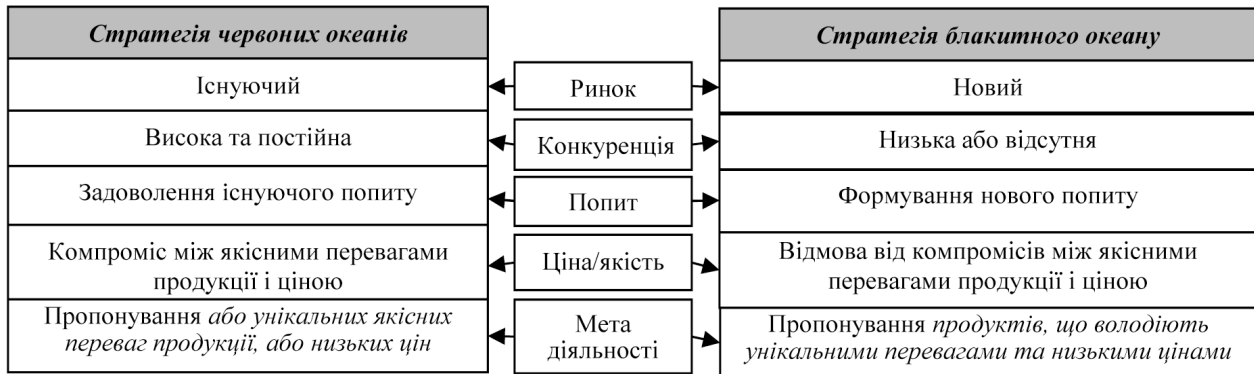 Стратегія червоних океанів
Стратегія блакитного океану
Існуючий
Ринок
Новий
Висока та постійна
Конкуренція
Низька або відсутня
Задоволення існуючого попиту
Попит
Формування нового попиту
Компроміс між якісними перевагами
продукції і ціною
Ціна/якість
Відмова від компромісів між якісними
перевагами продукції і ціною
Пропонування або унікальних якісних
переваг продукції, або низьких цін
Мета
діяльності
Пропонування продуктів, що володіють
унікальними перевагами та низькими цінами